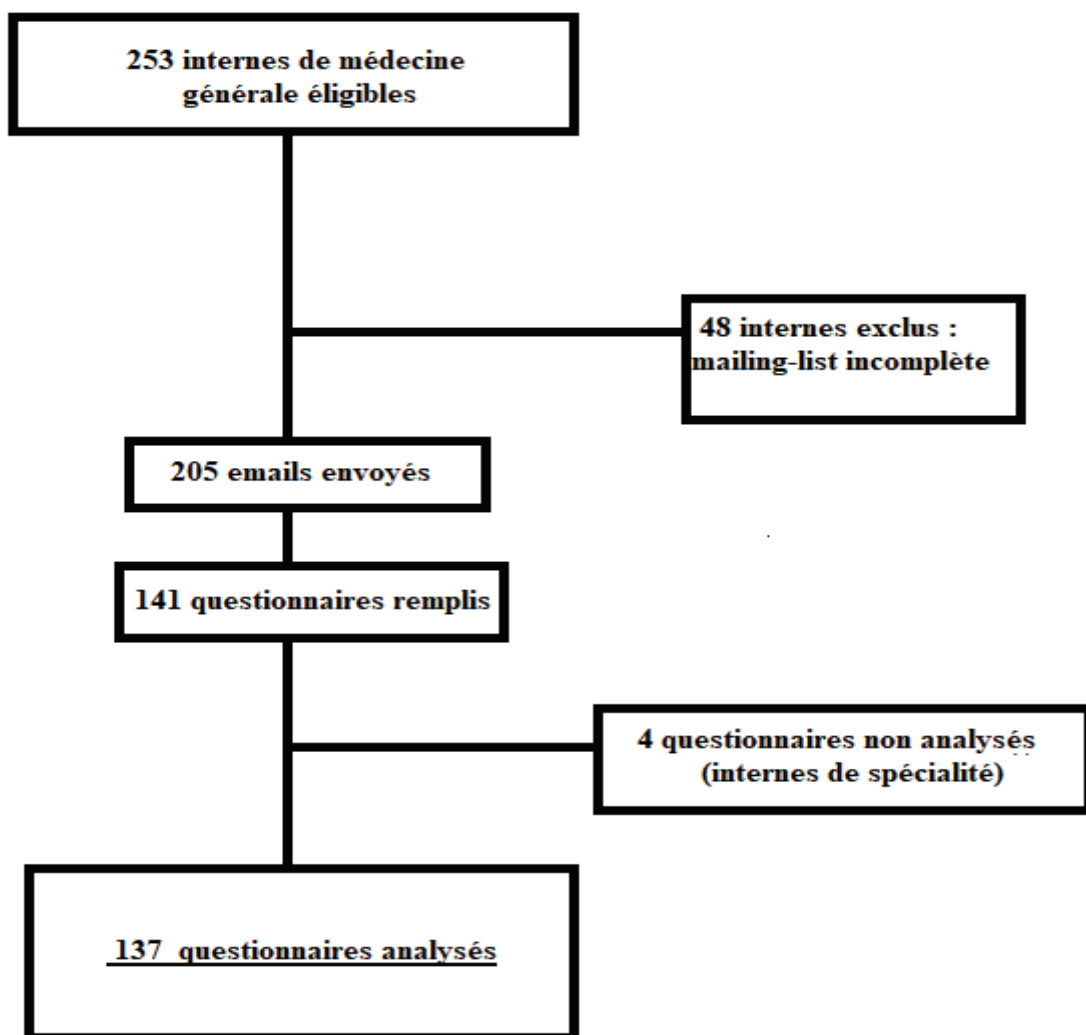 253 internes de médecine
générale éligibles
48 internes exclus :
mailing-list incomplète
205 emails envoyés
141 questionnaires remplis
4 questionnaires non analysés
(internes de spécialité)
137 questionnaires analysés